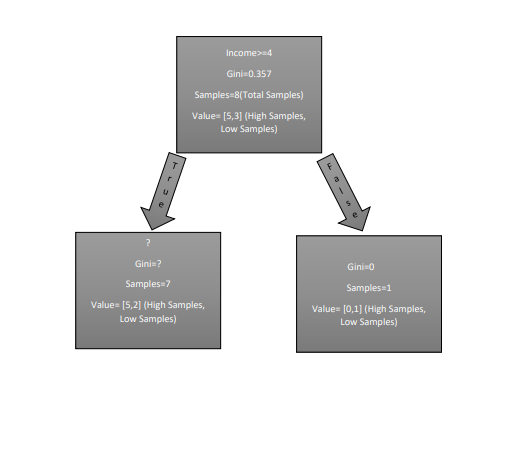 Income>=4
Gini=0.357
Samples=8(Total Samples)
Value= [5,3] (High Samples,
Low Samples)
True
False
?
Gini=?
Samples=7
Value= [5,2] (High Samples,
Low Samples)
Gini=0
Samples=1
Value= [0,1] (High Samples,
Low Samples)